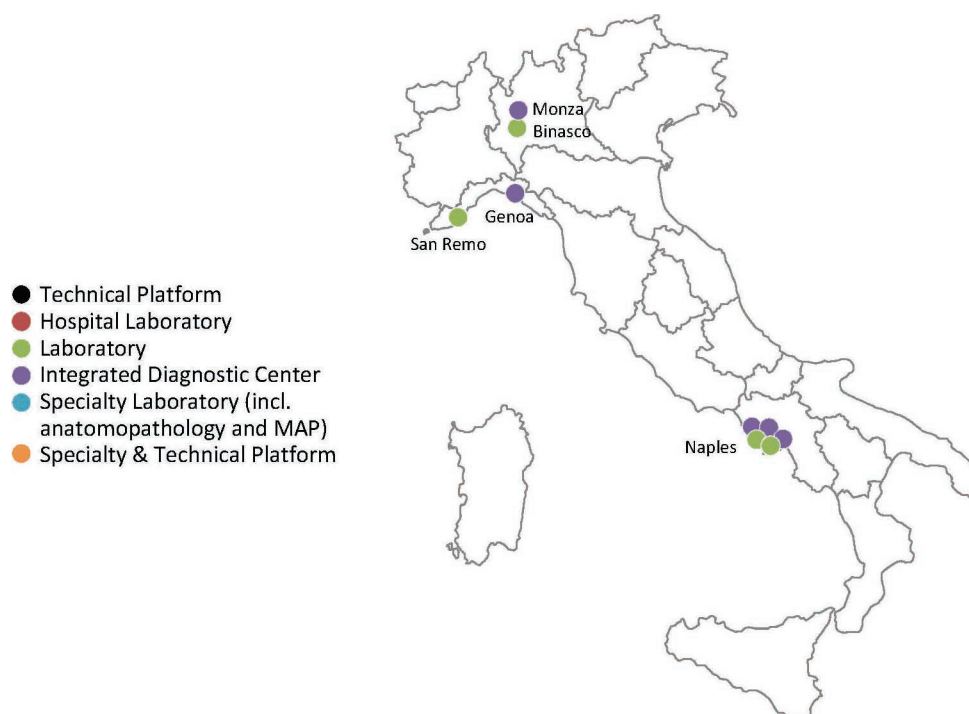 Monza
Binasco
Genoa
San Remo
Technical Platform
Hospital Laboratory
Laboratory
Integrated Diagnostic Center
Specialty Laboratory (incl.
anatomopathology and MAP)
Specialty & Technical Platform
Naples